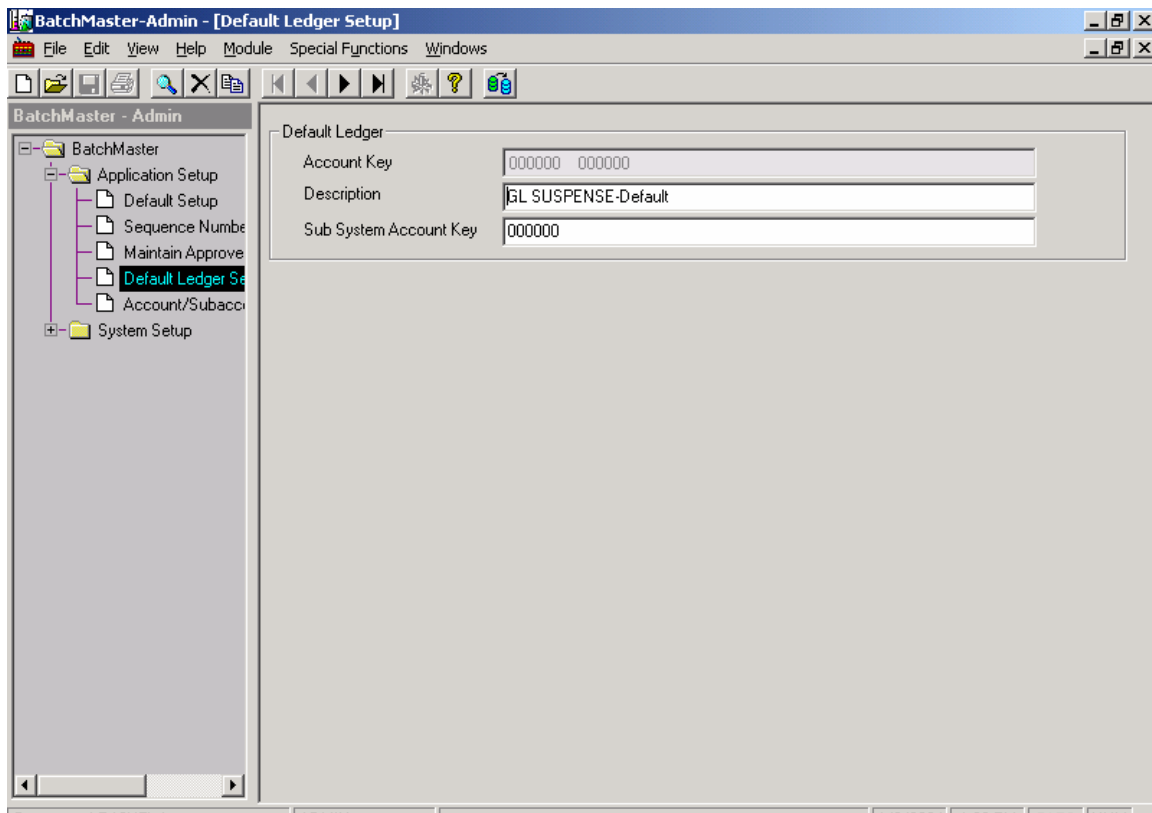 BatchMaster-Admin - [Default Ledger Setup]
File Edit View Help Module Special Functions Windows
BatchMaster - Admin
BatchMaster
Application Setup
Default Setup
Sequence Numbe
Maintain Approve
Default Ledger Se
Account/Subacc
System Setup
Default Ledger
Account Key 000000 000000
Description GL SUSPENSE-Default
Sub System Account Key 000000